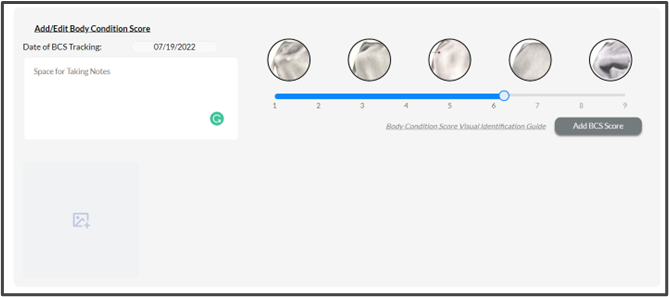 Add/Edit Body Condition Score
Date of BCS Tracking: 07/19/2022
Space for Taking Notes
1 2 3 4 5 6 7 8 9
Body Condition Score Visual Identification Guide
Add BCS Score